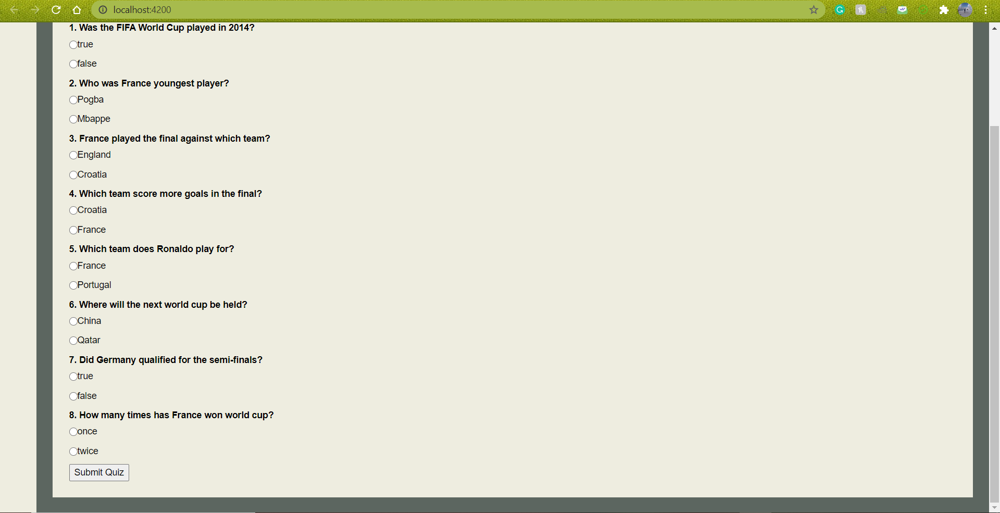 localhost:4200
1. Was the FIFA World Cup played in 2014?
true
false
2. Who was France youngest player?
Pogba
Mbappe
3. France played the final against which team?
England
Croatia
4. Which team score more goals in the final?
Croatia
France
5. Which team does Ronaldo play for?
France
Portugal
6. Where will the next world cup be held?
China
Qatar
7. Did Germany qualified for the semi-finals?
true
false
8. How many times has France won world cup?
once
twice
Submit Quiz